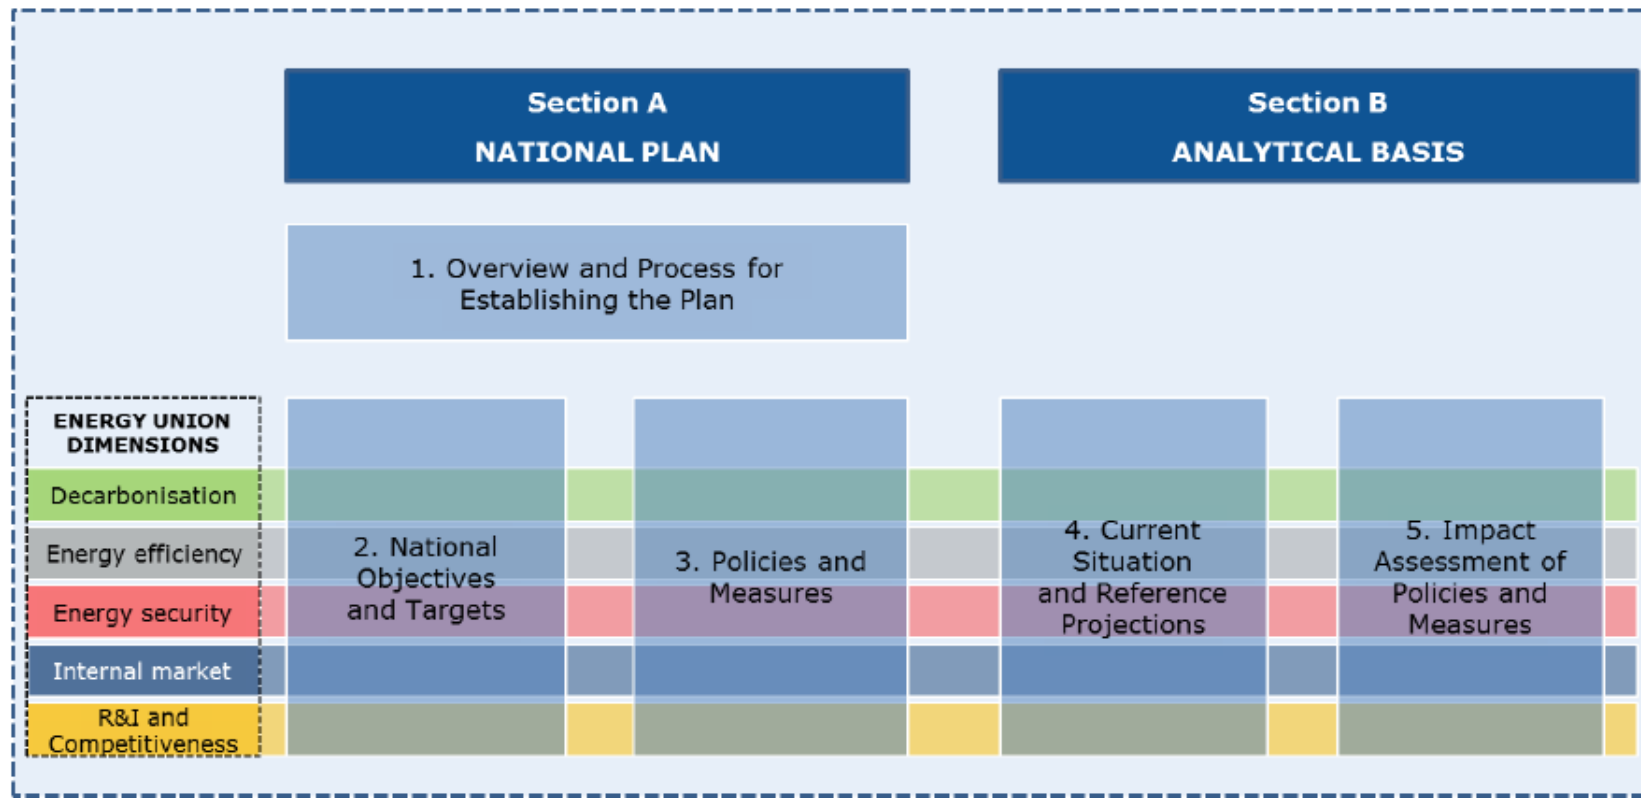 Section A
NATIONAL PLAN
Section B
ANALYTICAL BASIS
1. Overview and Process for
Establishing the Plan
ENERGY UNION
DIMENSIONS
Decarbonisation
Energy efficiency
Energy security
Internal market
R&I and
Competitiveness
2. National
Objectives
and Targets
3. Policies and
Measures
4. Current
Situation
and Reference
Projections
5. Impact
Assessment of
Policies and
Measures